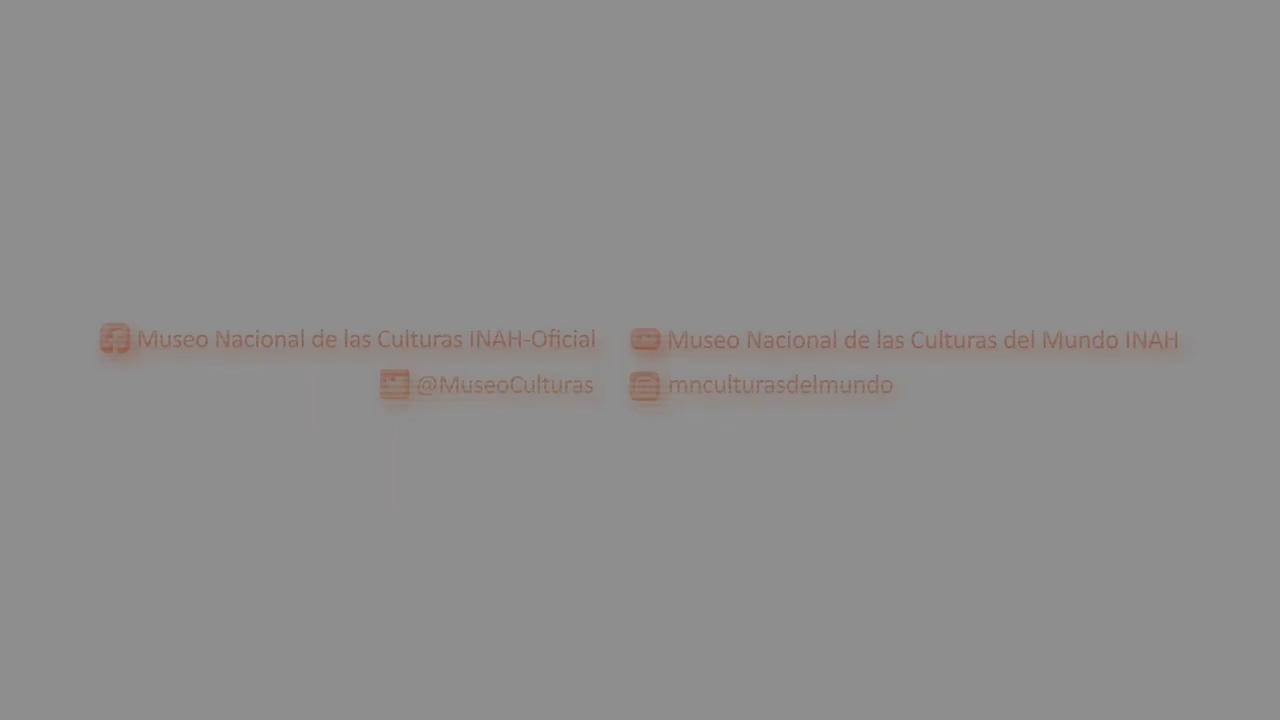 Museo Nacional de las Culturas INAH-Oficial
Museo Nacional de las Culturas del Mundo INAH
@MuseoCulturas
mnculturasdelmundo